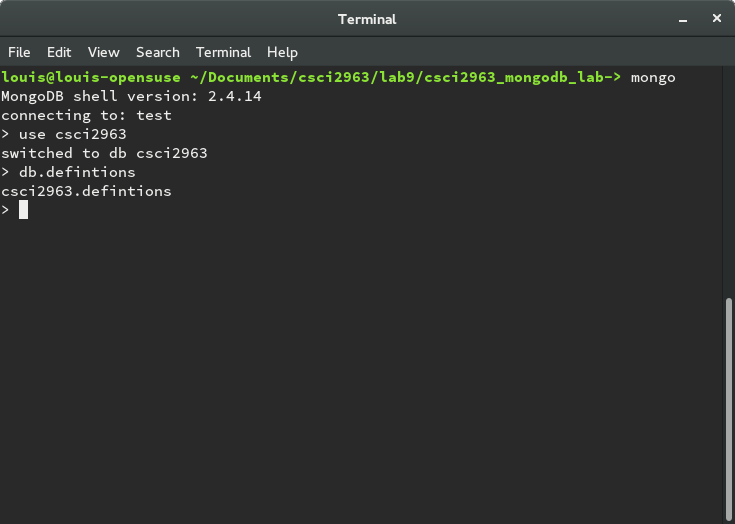 Terminal
File Edit View Search Terminal Help
louis@louis-opensuse ~/Documents/csci2963/lab9/csci2963_mongodb_lab-> mongo
MongoDB shell version: 2.4.14
connecting to: test
> use csci2963
switched to db csci2963
> db.defintions
csci2963.defintions
>